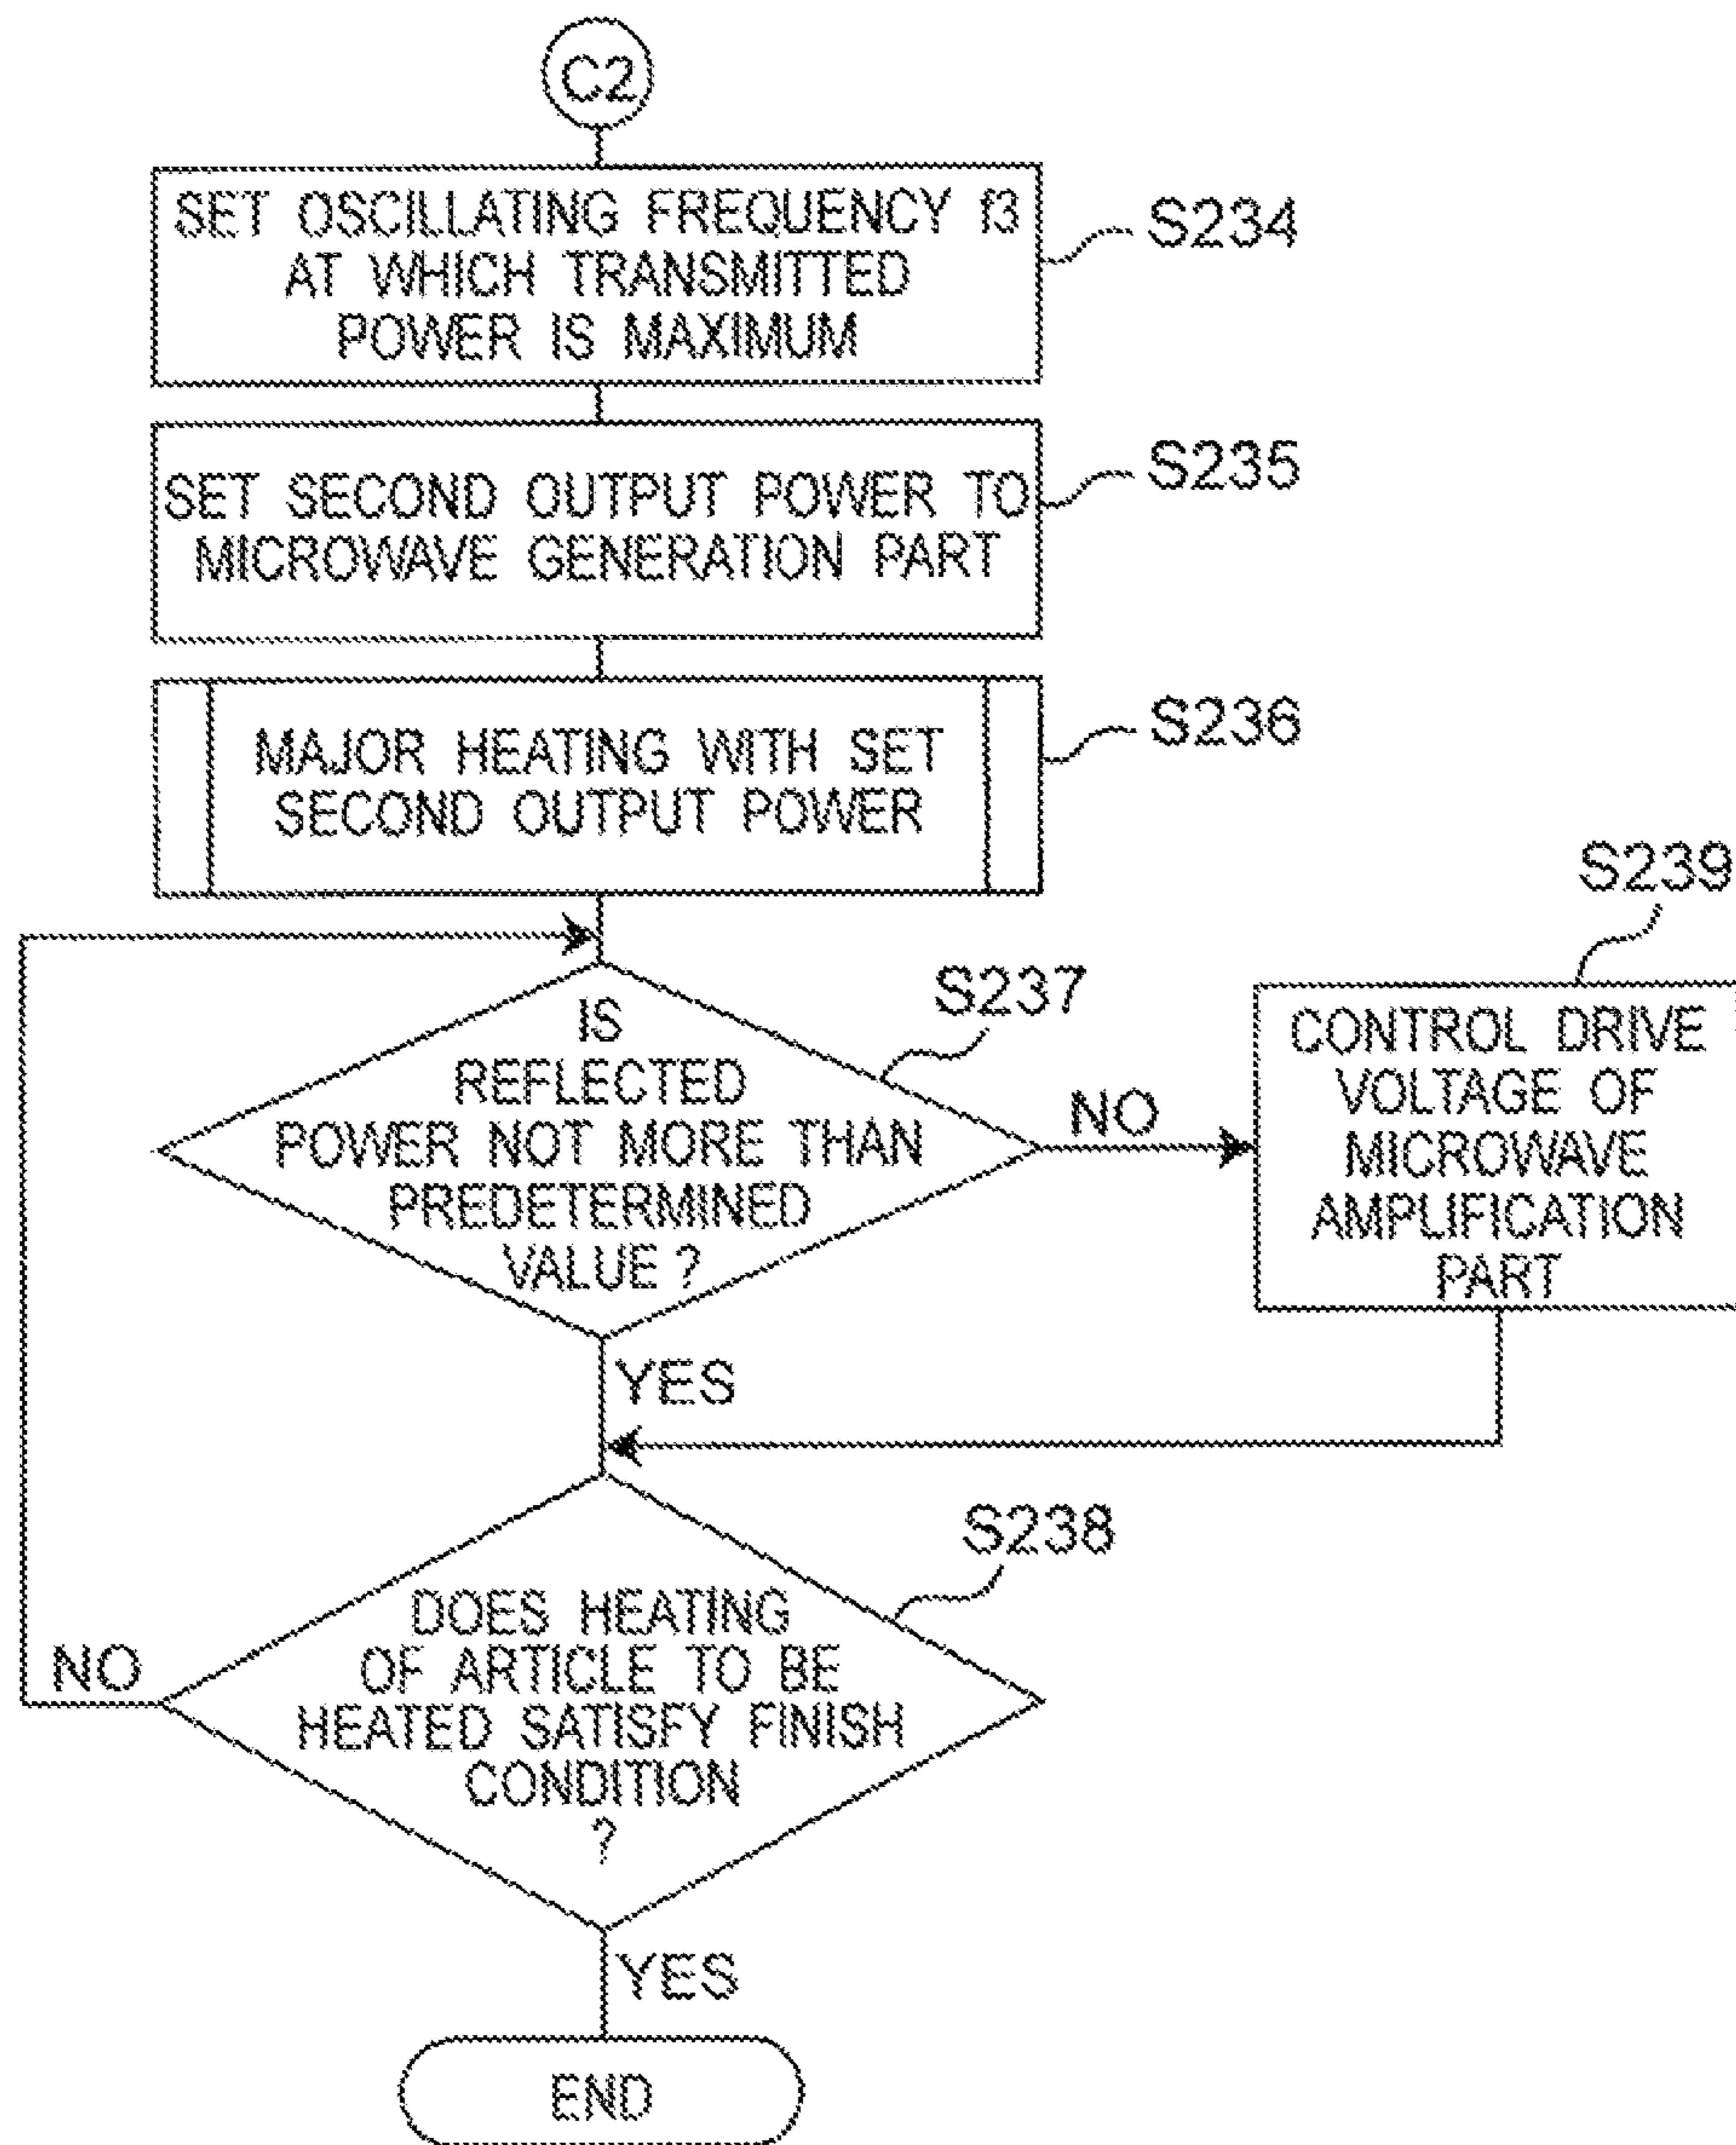 C2
SET OSCILLATING FREQUENCY f3
AT WHICH TRANSMITTED
POWER IS MAXIMUM
S234
SET SECOND OUTPUT POWER TO
MICROWAVE GENERATION PART
S235
MAJOR HEATING WITH SET
SECOND OUTPUT POWER
S236
IS
REFLECTED
POWER NOT MORE THAN
PREDETERMINED
VALUE ?
S237
NO
S239
CONTROL DRIVE
VOLTAGE OF
MICROWAVE
AMPLIFICATION
PART
YES
DOES HEATING
OF ARTICLE TO BE
HEATED SATISFY FINISH
CONDITION
?
S238
NO
YES
END